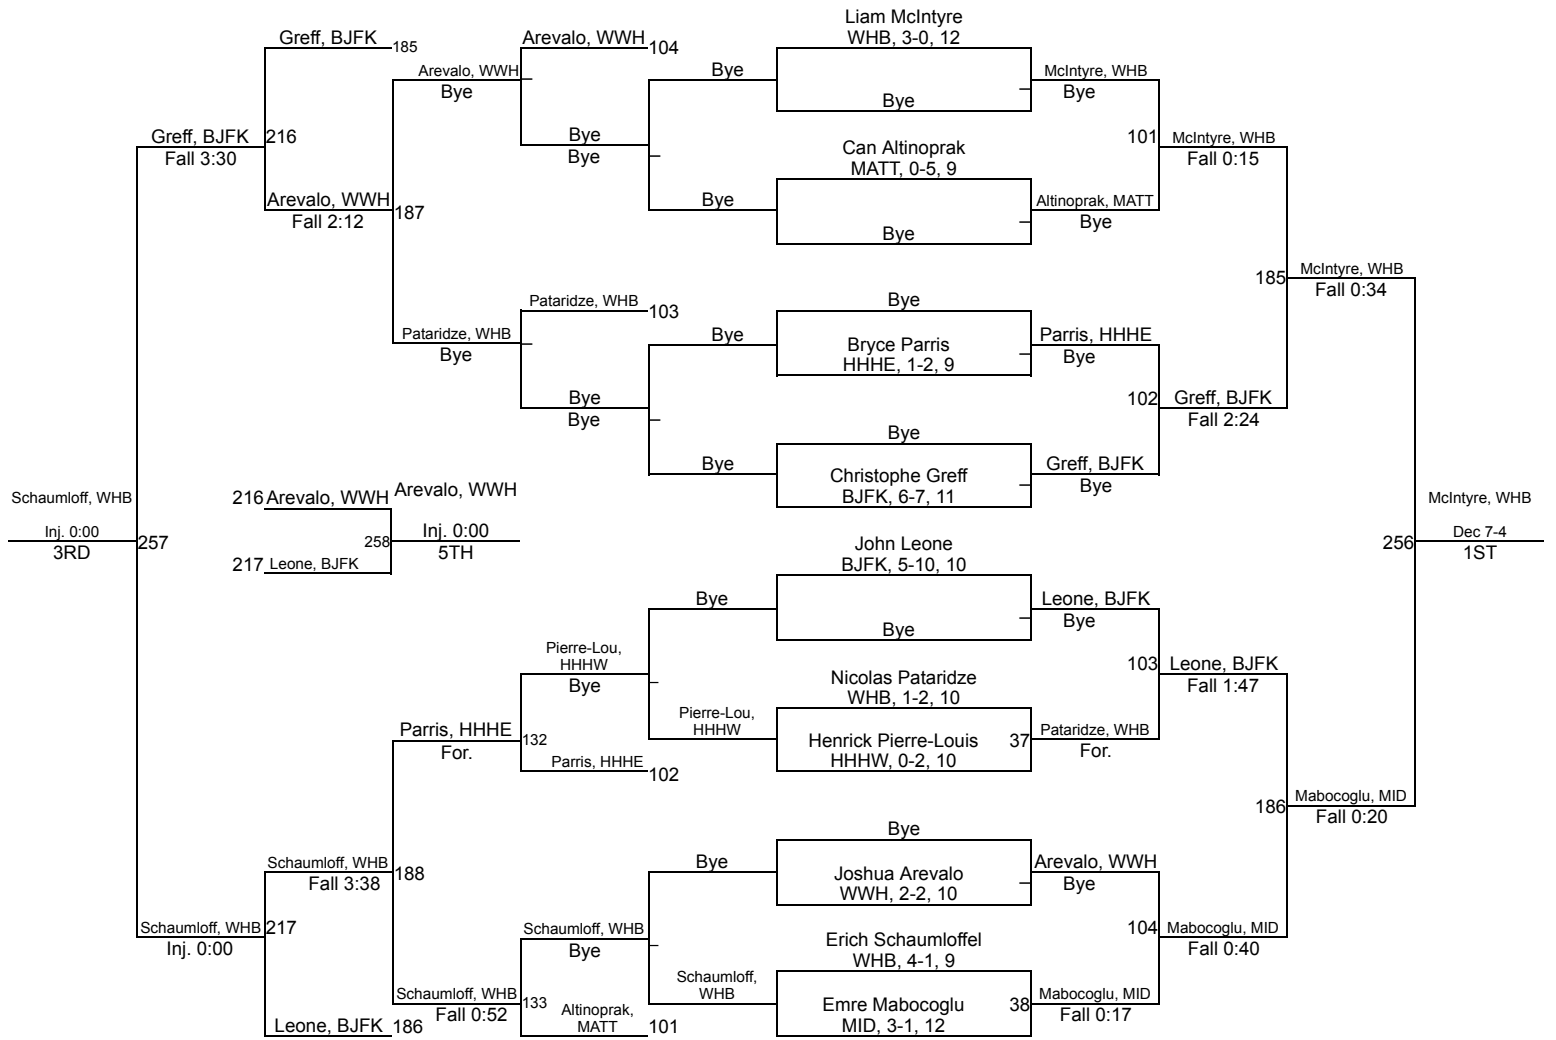 Liam McIntyre
WHB, 3-0, 12
Greff, BJFK
185
Arevalo, WWH
104
Arevalo, WWH
Bye
Bye
Bye
McIntyre, WHB
Bye
Greff, BJFK
216
Fall 3:30
Bye
Bye
Can Altinoprak
MATT, 0-5, 9
101
McIntyre, WHB
Fall 0:15
Arevalo, WWH
187
Fall 2:12
Bye
Bye
Altinoprak, MATT
Bye
185
McIntyre, WHB
Fall 0:34
Pataridze, WHB
103
Bye
Pataridze, WHB
Bye
Bye
Bryce Parris
HHHE, 1-2, 9
Parris, HHHE
Bye
Bye
Bye
102
Greff, BJFK
Fall 2:24
Bye
Bye
Christophe Greff
BJFK, 6-7, 11
Greff, BJFK
Bye
Schaumloff, WHB
Inj. 0:00
3RD
257
216
Arevalo, WWH
Arevalo, WWH
258
Inj. 0:00
5TH
217
Leone, BJFK
McIntyre, WHB
256
Dec 7-4
1ST
John Leone
BJFK, 5-10, 10
Bye
Bye
Leone, BJFK
Bye
Pierre-Lou,
HHHW
Bye
103
Leone, BJFK
Fall 1:47
Nicolas Pataridze
WHB, 1-2, 10
Pierre-Lou,
HHHW
Henrick Pierre-Louis
HHHW, 0-2, 10
37
Pataridze, WHB
For.
Parris, HHHE
For.
132
Parris, HHHE
102
186
Mabocoglu, MID
Fall 0:20
Bye
Bye
Joshua Arevalo
WWH, 2-2, 10
Arevalo, WWH
Bye
Schaumloff, WHB
Fall 3:38
188
Schaumloff, WHB
217
Inj. 0:00
Schaumloff, WHB
Bye
Erich Schaumloffel
WHB, 4-1, 9
104
Mabocoglu, MID
Fall 0:40
Schaumloff,
WHB
Emre Mabocoglu
MID, 3-1, 12
38
Mabocoglu, MID
Fall 0:17
Schaumloff, WHB
Fall 0:52
133
Altinoprak,
MATT
101
Leone, BJFK
186